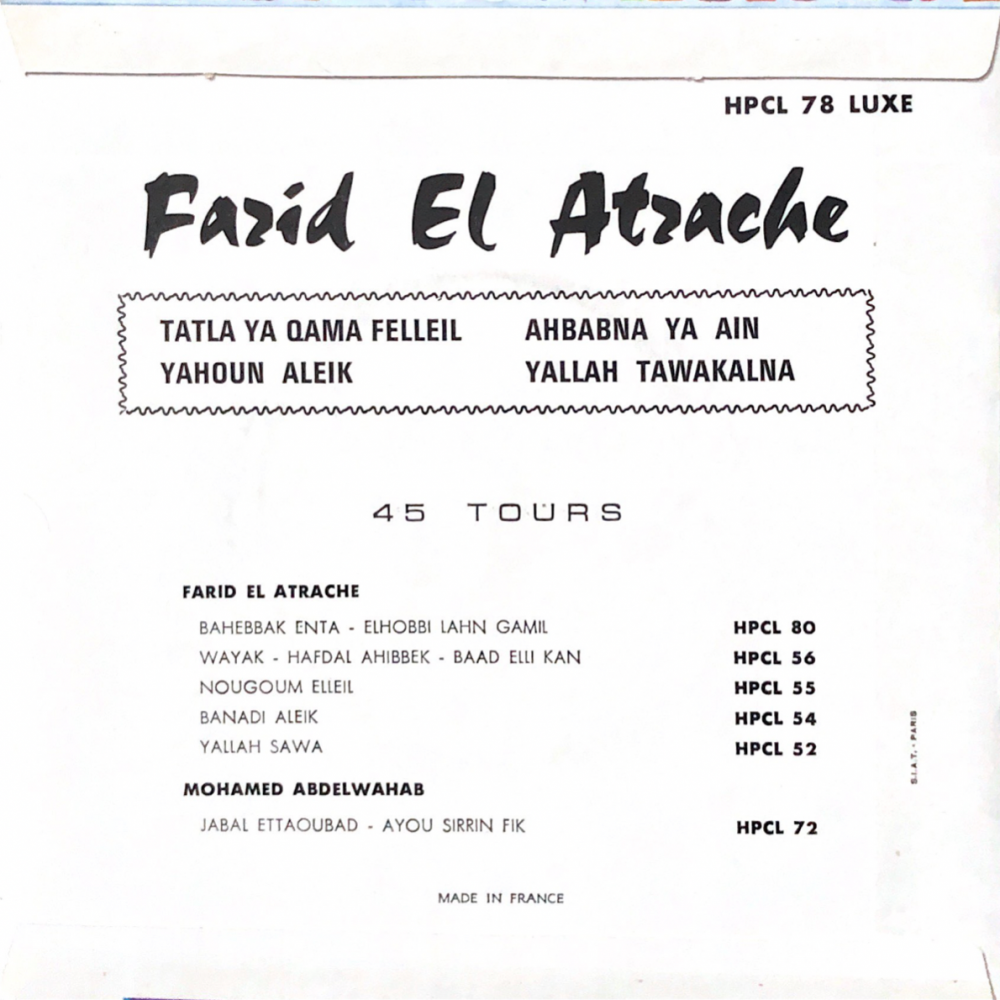 HPCL 78 LUXE
Farid El Atrache
TATLA YA QAMA FELLEIL
AHBABNA YA AIN
YAHOUN ALEIK
YALLAH TAWAKALNA
45 TOURS
FARID EL ATRACHE
BAHEBBAK ENTA - ELHOBBI LAHN GAMIL HPCL 80
WAYAK - HAFDAL AHIBBEK - BAAD ELLI KAN HPCL 56
NOUGOUM ELLEIL HPCL 55
BANADI ALEIK HPCL 54
YALLAH SAWA HPCL 52
MOHAMED ABDELWAHAB
JABAL ETTAOUBAD - AYOU SIRRIN FIK HPCL 72
S.I.A.T. - PARIS
MADE IN FRANCE